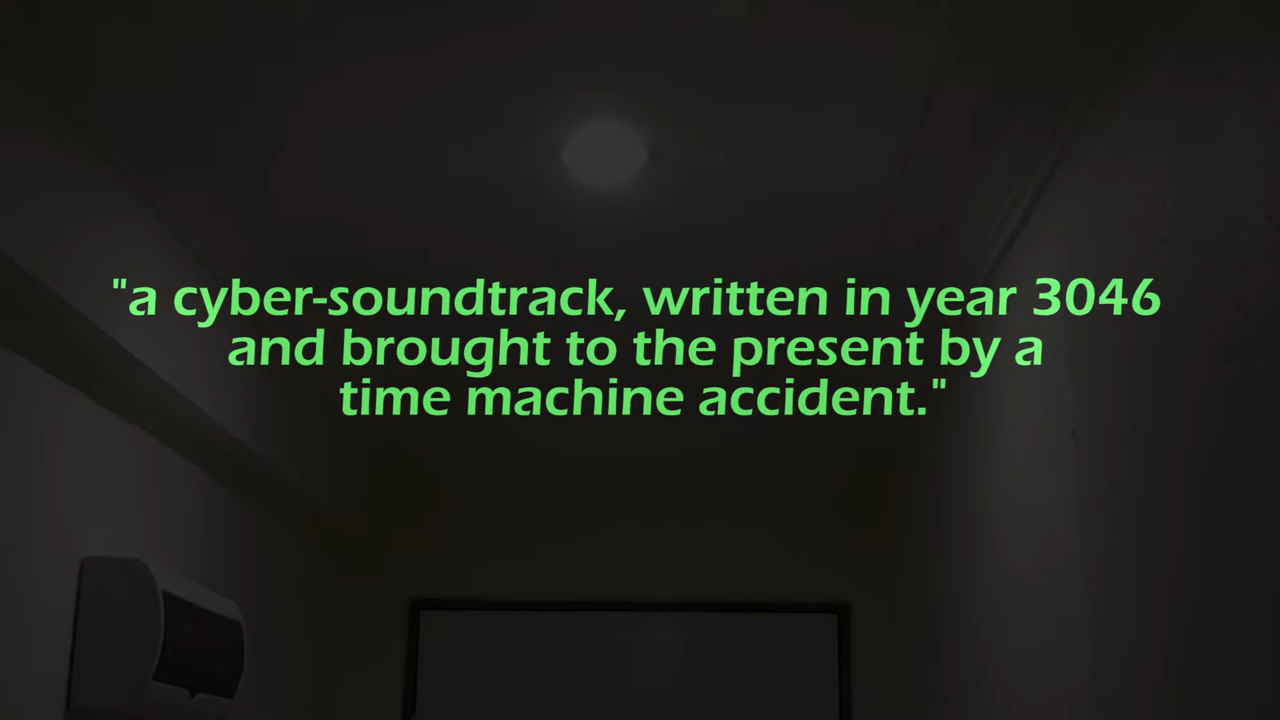 "a cyber-soundtrack, written in year 3046
and brought to the present by a
time machine accident."